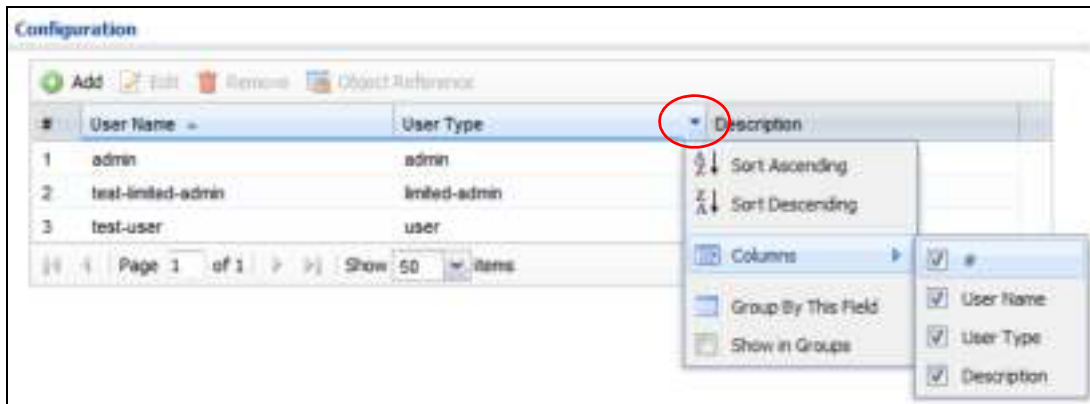 Configuration
Add Edit Remove Object Reference
# User Name User Type Description
1 admin admin
2 test-limited-admin limited-admin
3 test-user user
Page 1 of 1 Show 50 items
Sort Ascending
Sort Descending
Columns
Group By This Field
Show in Groups
#
User Name
User Type
Description